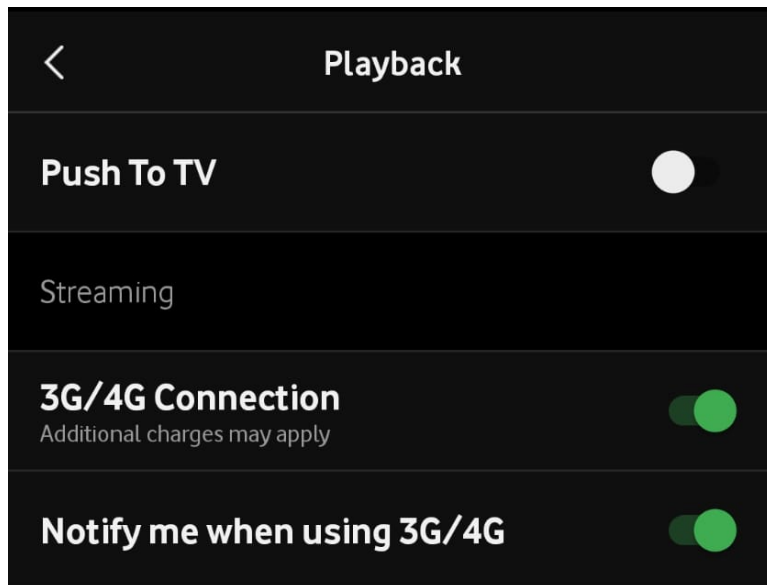 Playback
Push To TV
Streaming
3G/4G Connection
Additional charges may apply
Notify me when using 3G/4G